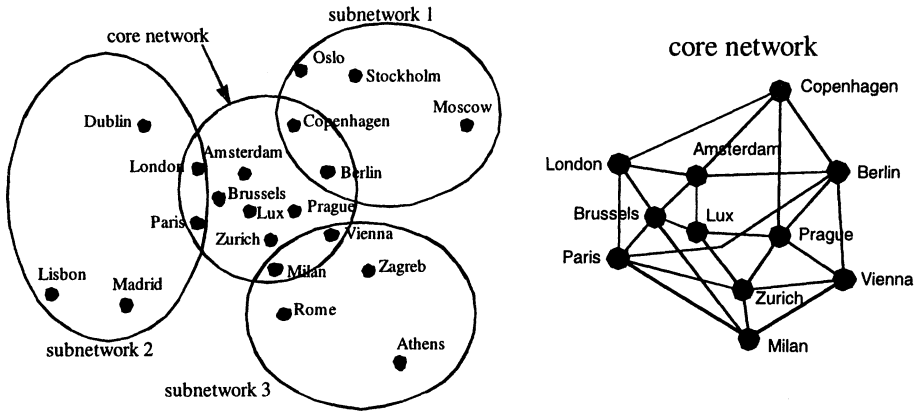 subnetwork 1
core network
Oslo
Stockholm
Moscow
Dublin
Copenhagen
London
Amsterdam
Berlin
Brussels
Lux
Prague
Paris
Zurich
Vienna
Milan
Zagreb
Lisbon
Madrid
Rome
Athens
subnetwork 2
subnetwork 3
core network
Copenhagen
London
Amsterdam
Berlin
Brussels
Lux
Prague
Paris
Vienna
Zurich
Milan